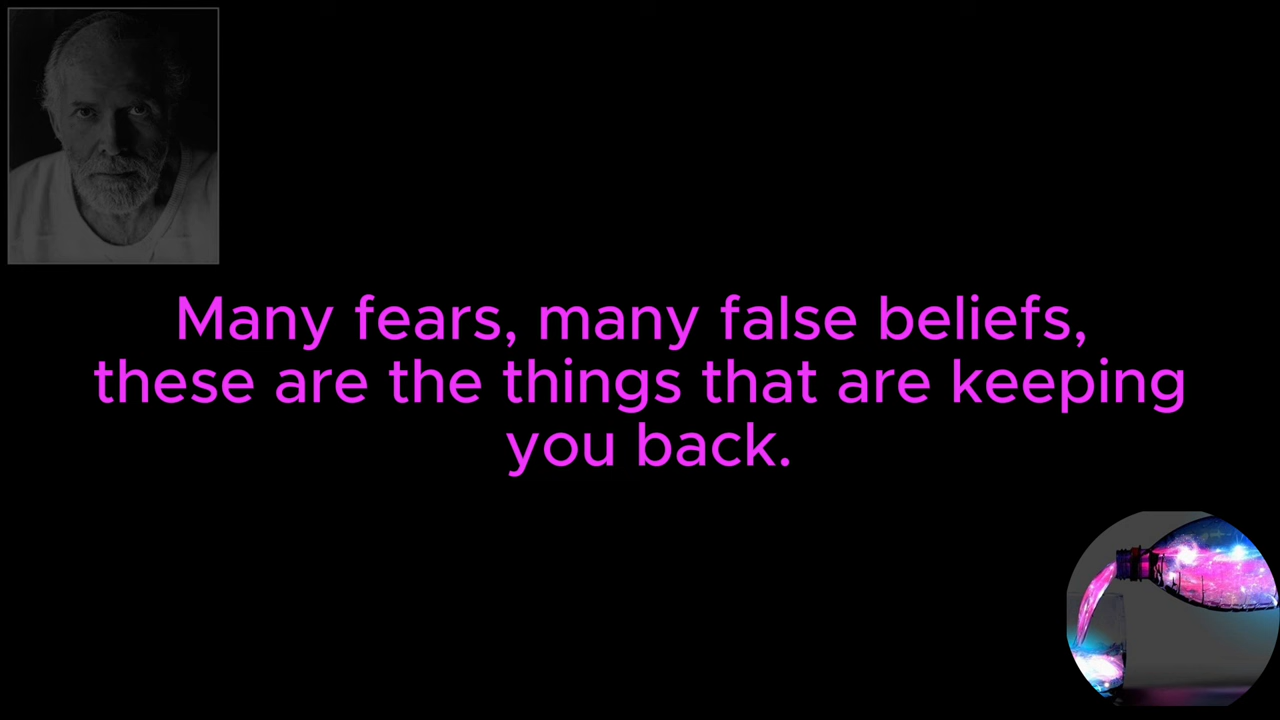 Many fears, many false beliefs,
these are the things that are keeping
you back.